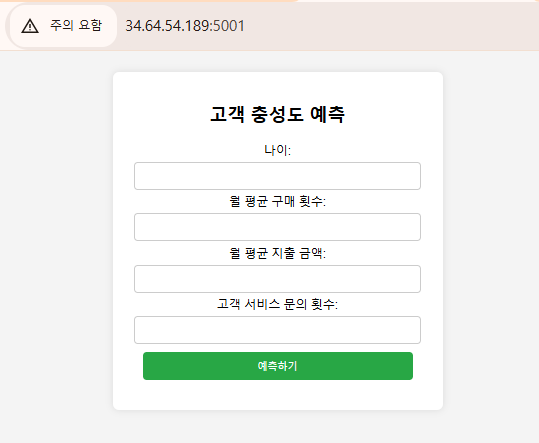 주의 요함 34.64.54.189:5001
고객 충성도 예측
나이:
월 평균 구매 횟수:
월 평균 지출 금액:
고객 서비스 문의 횟수:
예측하기